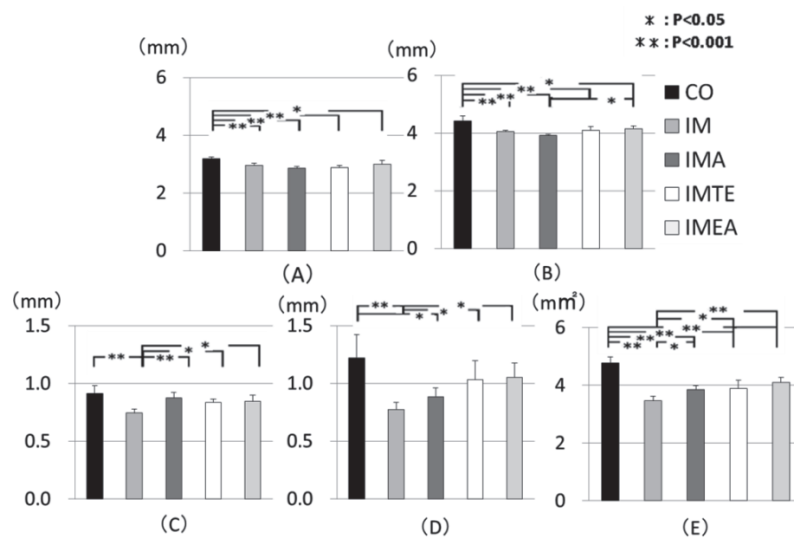 ＊ : P<0.05
＊＊ : P<0.001
（mm）
6
4
2
0
＊
＊＊
＊＊
＊＊
（A）
（mm）
6
4
2
0
＊
＊＊
＊＊
＊＊
＊
（B）
CO
IM
IMA
IMTE
IMEA
（mm）
1.5
1.0
0.5
0.0
＊
＊
＊＊
＊＊
（C）
（mm）
1.5
1.0
0.5
0.0
＊＊
＊
＊
＊
（D）
（mm²）
6
4
2
0
＊＊
＊
＊＊
＊＊
＊＊
＊＊
＊
（E）